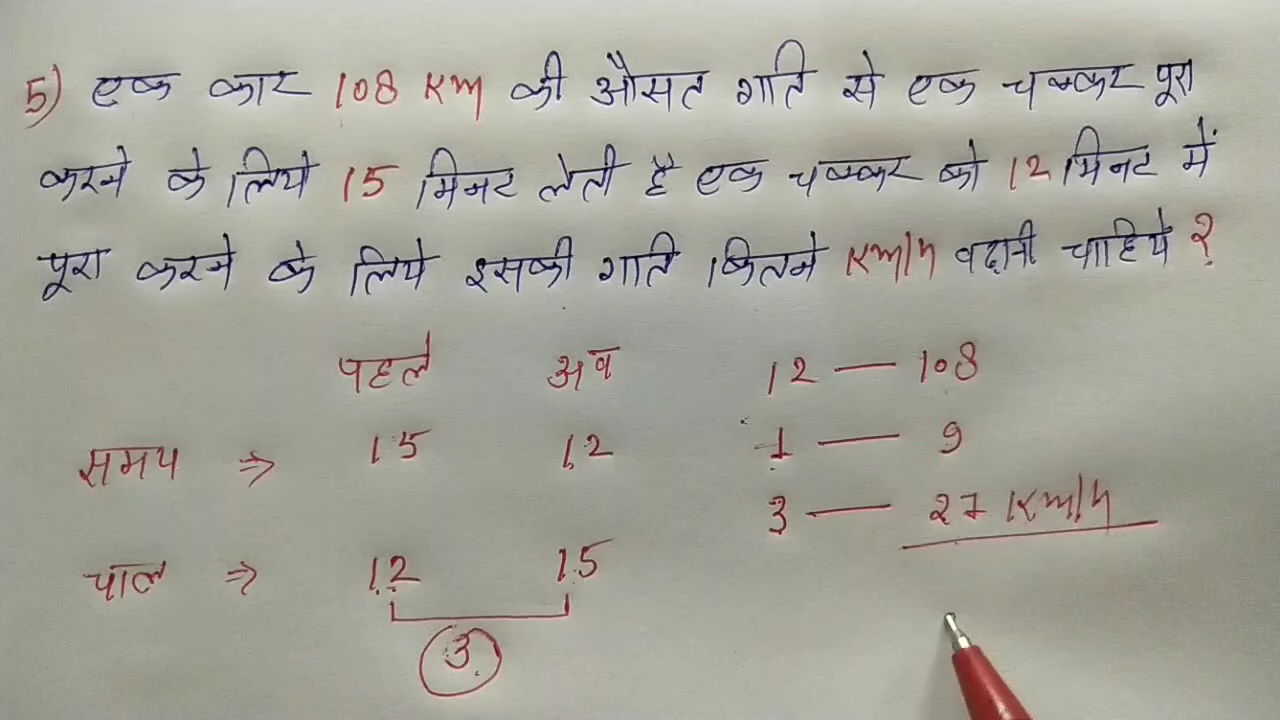 5) एक कार 108 Km की औसत गति से एक चक्कर पूरा
करने के लिये 15 मिनट लेती है एक चक्कर को 12 मिनट में
पूरा करने के लिये इसकी गति कितने Km/h बढानी चाहिये ?
पहले अब 12 — 108
समय ⇒ 15 12 1 — 9
3 — 27 Km/h
चाल ⇒ 12 15
3